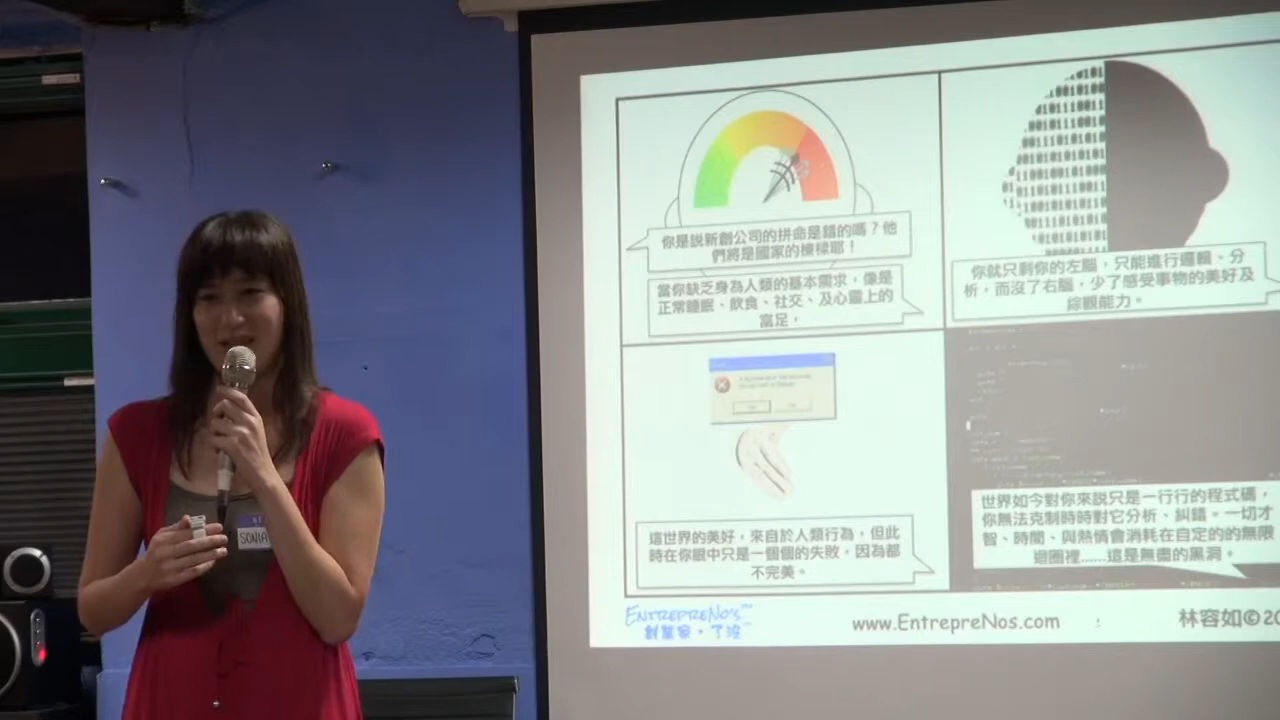 你是說新創公司的拼命是錯的嗎？他
們將是國家的棟樑耶！
當你缺乏身為人類的基本需求，像是
正常睡眠、飲食、社交、及心靈上的
富足，
你就只剩你的左腦，只能進行邏輯、分
析，而沒了右腦，少了感受事物的美好及
綜觀能力。
這世界的美好，來自於人類行為，但此
時在你眼中只是一個個的失敗，因為都
不完美。
世界如今對你來說只是一行行的程式碼，
你無法克制時時對它分析、糾錯。一切才
智、時間、與熱情會消耗在自定的的無限
迴圈裡……這是無盡的黑洞。
ENTREPRENO'S™
創業家，了沒
www.EntrepreNos.com
林容如©20
SONIA